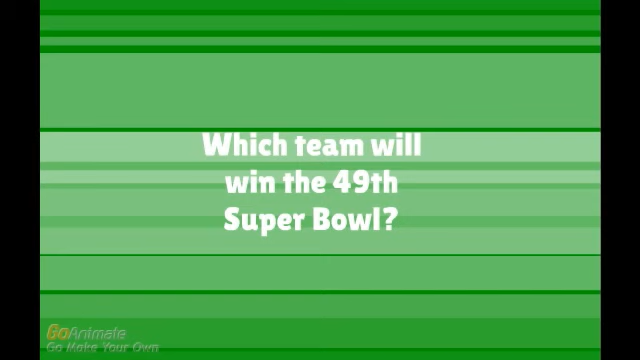 Which team will
win the 49th
Super Bowl?
GoAnimate
Go Make Your Own